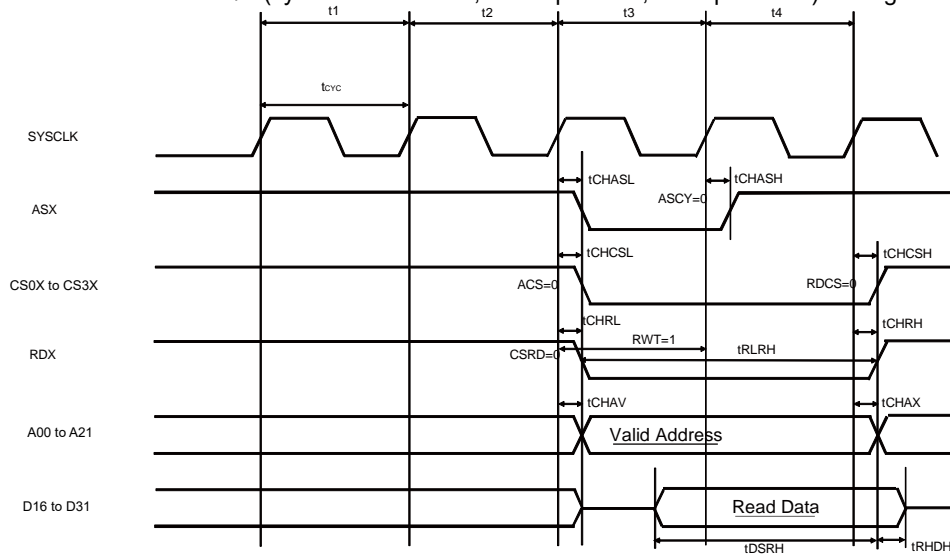 t1 t2 t3 t4
tCYC
SYSCLK
tCHASL tCHASH
ASX ASCY=0
tCHCSL tCHCSH
CS0X to CS3X ACS=0 RDCS=0
tCHRL tCHRH
RWT=1
RDX CSRD=0 tRLRH
tCHAV tCHAX
A00 to A21 Valid Address
D16 to D31 Read Data
tDSRH tRHDH